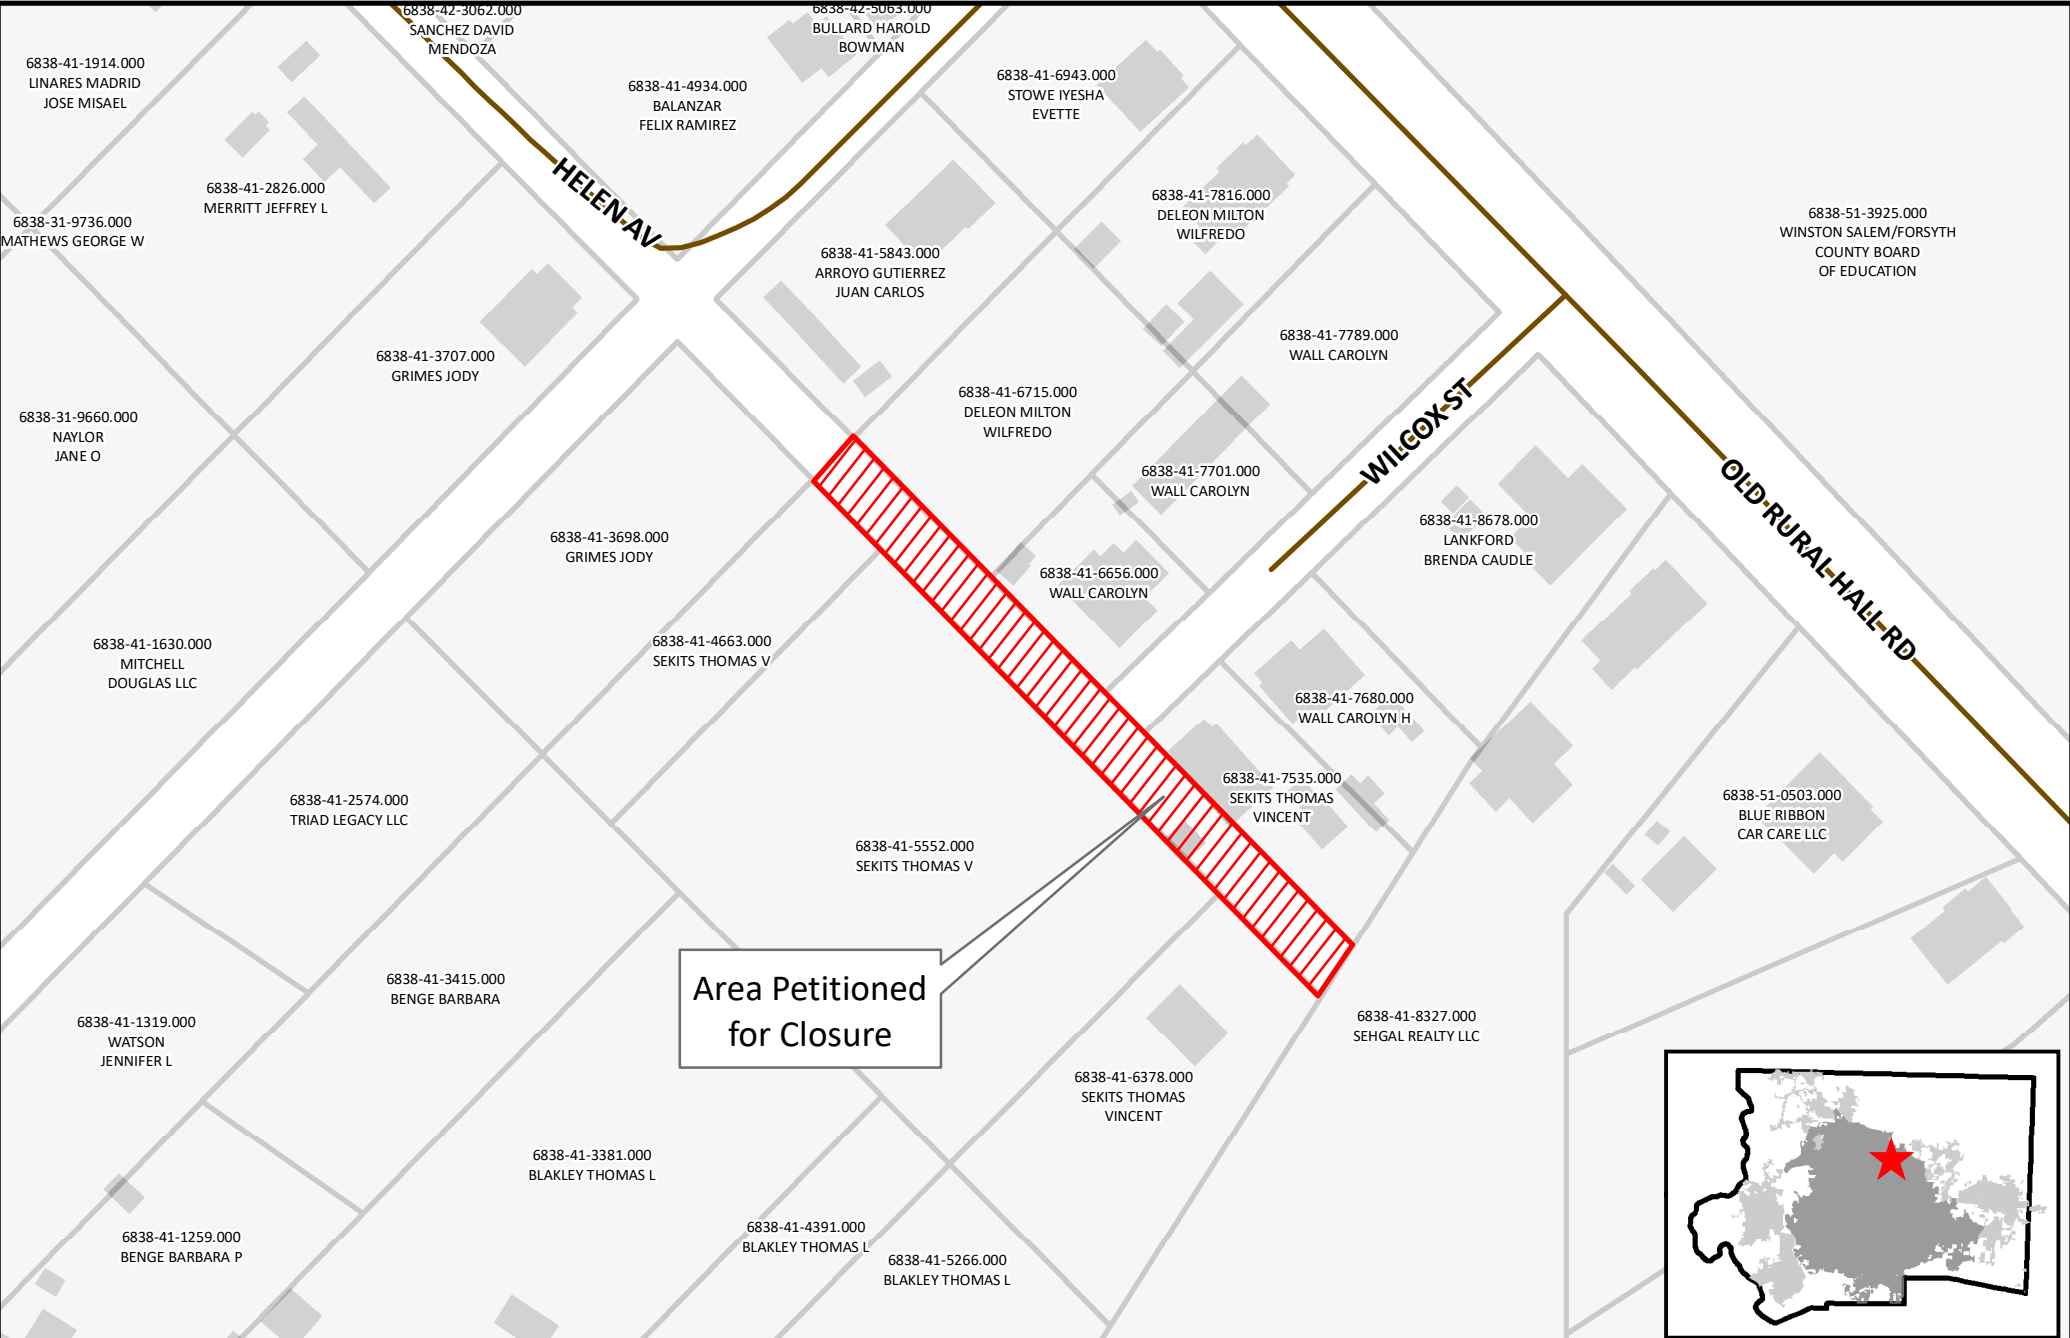 6838-42-3062.000
SANCHEZ DAVID
MENDOZA
6838-42-5063.000
BULLARD HAROLD
BOWMAN
6838-41-1914.000
LINARES MADRID
JOSE MISAEL
6838-41-4934.000
BALANZAR
FELIX RAMIREZ
6838-41-6943.000
STOWE IYESHA
EVETTE
6838-41-2826.000
MERRITT JEFFREY L
HELEN AV
6838-41-7816.000
DELEON MILTON
WILFREDO
6838-31-9736.000
MATHEWS GEORGE W
6838-51-3925.000
WINSTON SALEM/FORSYTH
COUNTY BOARD
OF EDUCATION
6838-41-5843.000
ARROYO GUTIERREZ
JUAN CARLOS
6838-41-3707.000
GRIMES JODY
6838-41-7789.000
WALL CAROLYN
6838-31-9660.000
NAYLOR
JANE O
6838-41-6715.000
DELEON MILTON
WILFREDO
WILCOX ST
6838-41-7701.000
WALL CAROLYN
OLD RURAL HALL RD
6838-41-3698.000
GRIMES JODY
6838-41-8678.000
LANKFORD
BRENDA CAUDLE
6838-41-6656.000
WALL CAROLYN
6838-41-1630.000
MITCHELL
DOUGLAS LLC
6838-41-4663.000
SEKITS THOMAS V
6838-41-7680.000
WALL CAROLYN H
6838-41-2574.000
TRIAD LEGACY LLC
6838-41-7535.000
SEKITS THOMAS
VINCENT
6838-51-0503.000
BLUE RIBBON
CAR CARE LLC
6838-41-5552.000
SEKITS THOMAS V
6838-41-3415.000
BENGE BARBARA
Area Petitioned
for Closure
6838-41-1319.000
WATSON
JENNIFER L
6838-41-8327.000
SEHGAL REALTY LLC
6838-41-6378.000
SEKITS THOMAS
VINCENT
6838-41-3381.000
BLAKLEY THOMAS L
6838-41-1259.000
BENGE BARBARA P
6838-41-4391.000
BLAKLEY THOMAS L
6838-41-5266.000
BLAKLEY THOMAS L